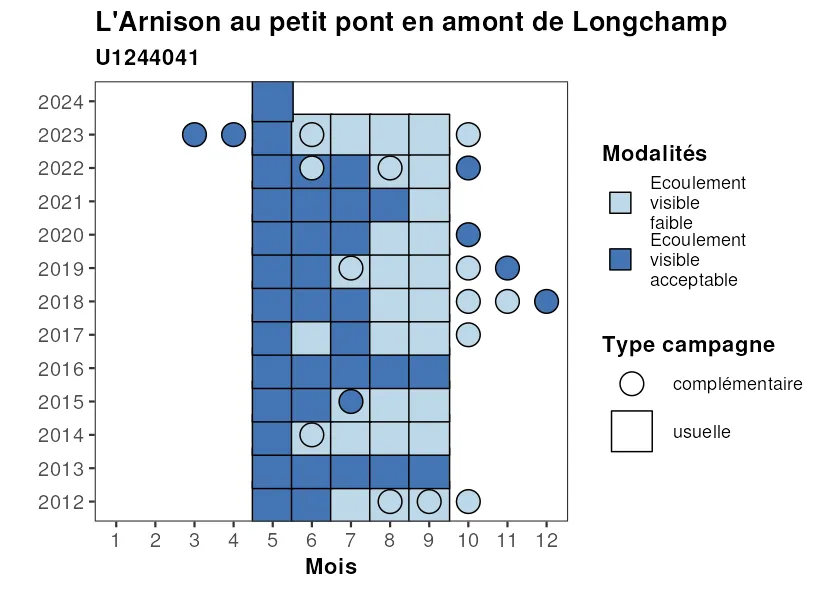 L'Arnison au petit pont en amont de Longchamp
U1244041
2024
2023
2022
2021
2020
2019
2018
2017
2016
2015
2014
2013
2012
1 2 3 4 5 6 7 8 9 10 11 12
Mois
Modalités
Ecoulement
visible
faible
Ecoulement
visible
acceptable
Type campagne
complémentaire
usuelle